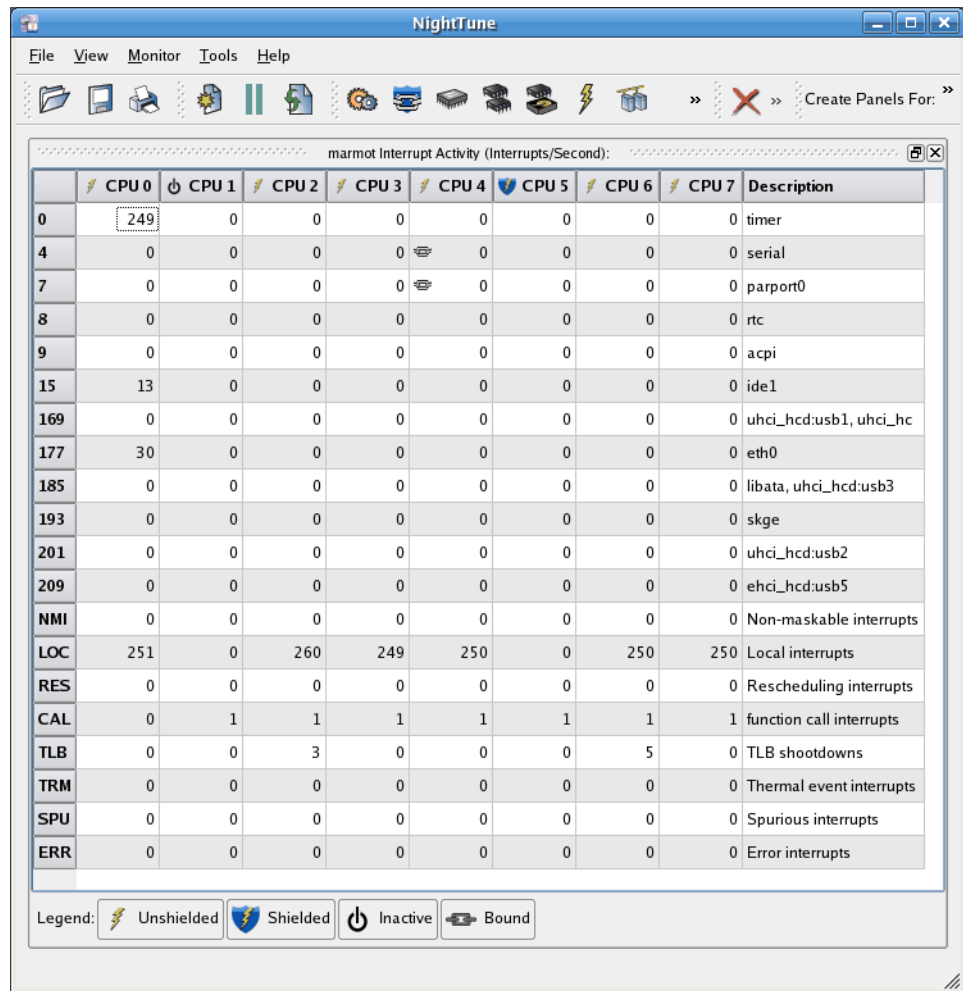 NightTune
File View Monitor Tools Help
» » Create Panels For: »
marmot Interrupt Activity (Interrupts/Second):
CPU 0 CPU 1 CPU 2 CPU 3 CPU 4 CPU 5 CPU 6 CPU 7 Description
0 249 0 0 0 0 0 0 0 timer
4 0 0 0 0 0 0 0 0 serial
7 0 0 0 0 0 0 0 0 parport0
8 0 0 0 0 0 0 0 0 rtc
9 0 0 0 0 0 0 0 0 acpi
15 13 0 0 0 0 0 0 0 ide1
169 0 0 0 0 0 0 0 0 uhci_hcd:usb1, uhci_hc
177 30 0 0 0 0 0 0 0 eth0
185 0 0 0 0 0 0 0 0 libata, uhci_hcd:usb3
193 0 0 0 0 0 0 0 0 skge
201 0 0 0 0 0 0 0 0 uhci_hcd:usb2
209 0 0 0 0 0 0 0 0 ehci_hcd:usb5
NMI 0 0 0 0 0 0 0 0 Non-maskable interrupts
LOC 251 0 260 249 250 0 250 250 Local interrupts
RES 0 0 0 0 0 0 0 0 Rescheduling interrupts
CAL 0 1 1 1 1 1 1 1 function call interrupts
TLB 0 0 3 0 0 0 5 0 TLB shootdowns
TRM 0 0 0 0 0 0 0 0 Thermal event interrupts
SPU 0 0 0 0 0 0 0 0 Spurious interrupts
ERR 0 0 0 0 0 0 0 0 Error interrupts
Legend: Unshielded Shielded Inactive Bound